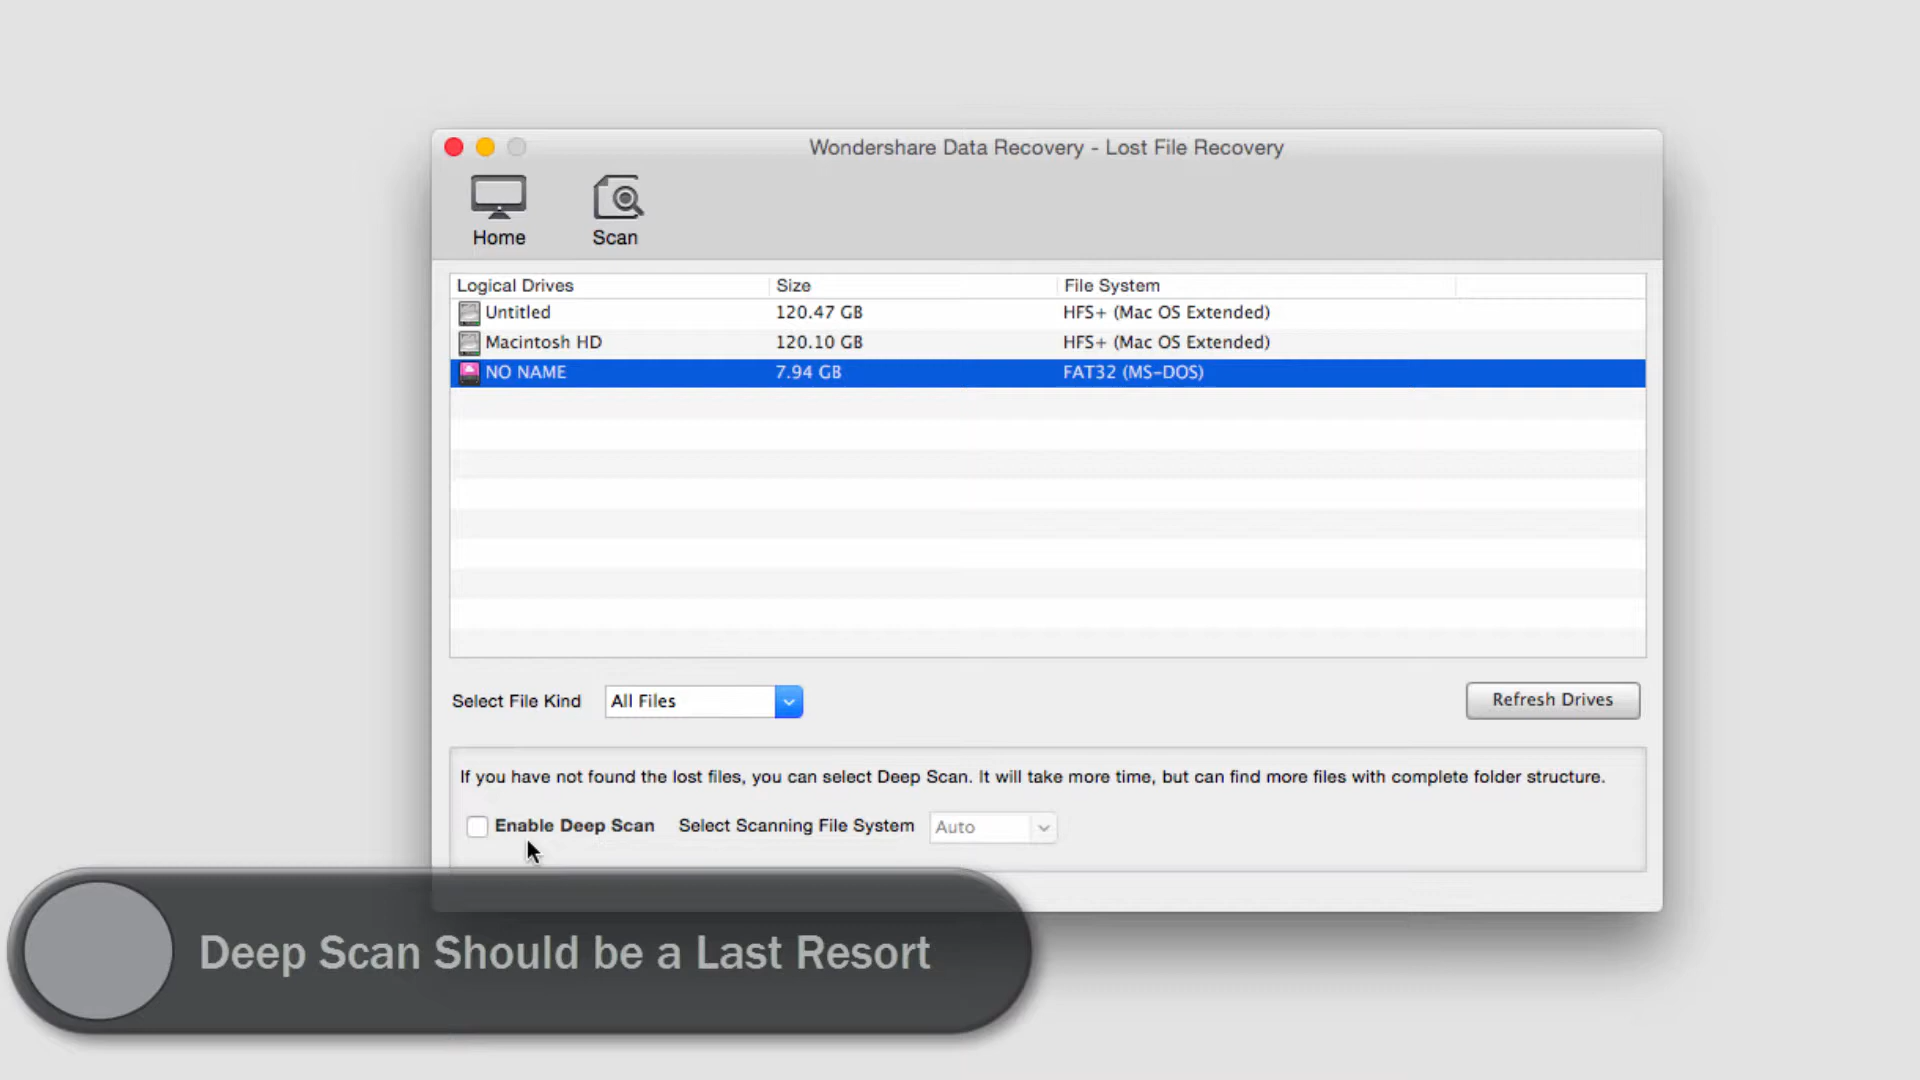 Wondershare Data Recovery - Lost File Recovery
Home Scan
Logical Drives Size File System
Untitled 120.47 GB HFS+ (Mac OS Extended)
Macintosh HD 120.10 GB HFS+ (Mac OS Extended)
NO NAME 7.94 GB FAT32 (MS-DOS)
Select File Kind All Files Refresh Drives
If you have not found the lost files, you can select Deep Scan. It will take more time, but can find more files with complete folder structure.
Enable Deep Scan Select Scanning File System Auto
Deep Scan Should be a Last Resort